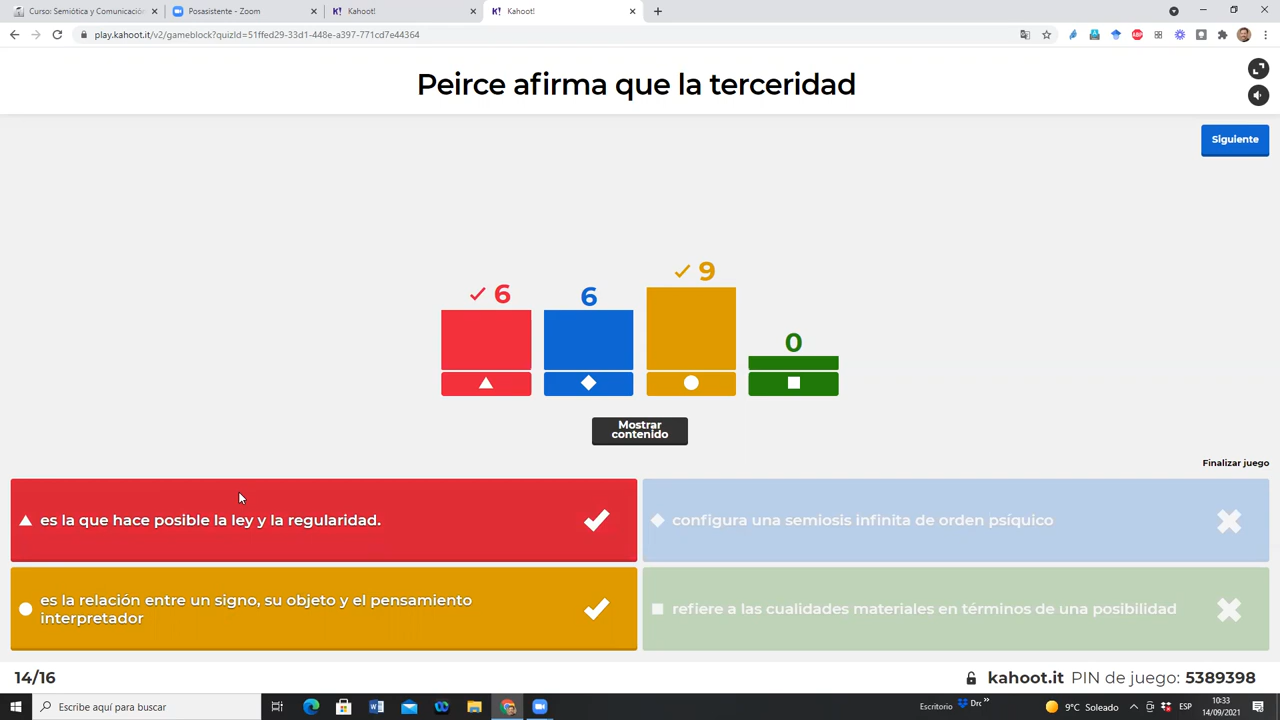 Curso: Semiótica y Comunicación
Posasistente - Zoom
Kahoot!
Kahoot!
play.kahoot.it/v2/gameblock?quizId=51ffed29-33d1-448e-a397-771cd7e44364
Peirce afirma que la terceridad
Siguiente
6
6
9
0
Mostrar
contenido
Finalizar juego
es la que hace posible la ley y la regularidad.
configura una semiosis infinita de orden psíquico
es la relación entre un signo, su objeto y el pensamiento
interpretador
refiere a las cualidades materiales en términos de una posibilidad
14/16
kahoot.it PIN de juego: 5389398
Escribe aquí para buscar
Escritorio
9°C Soleado
ESP
10:33
14/09/2021